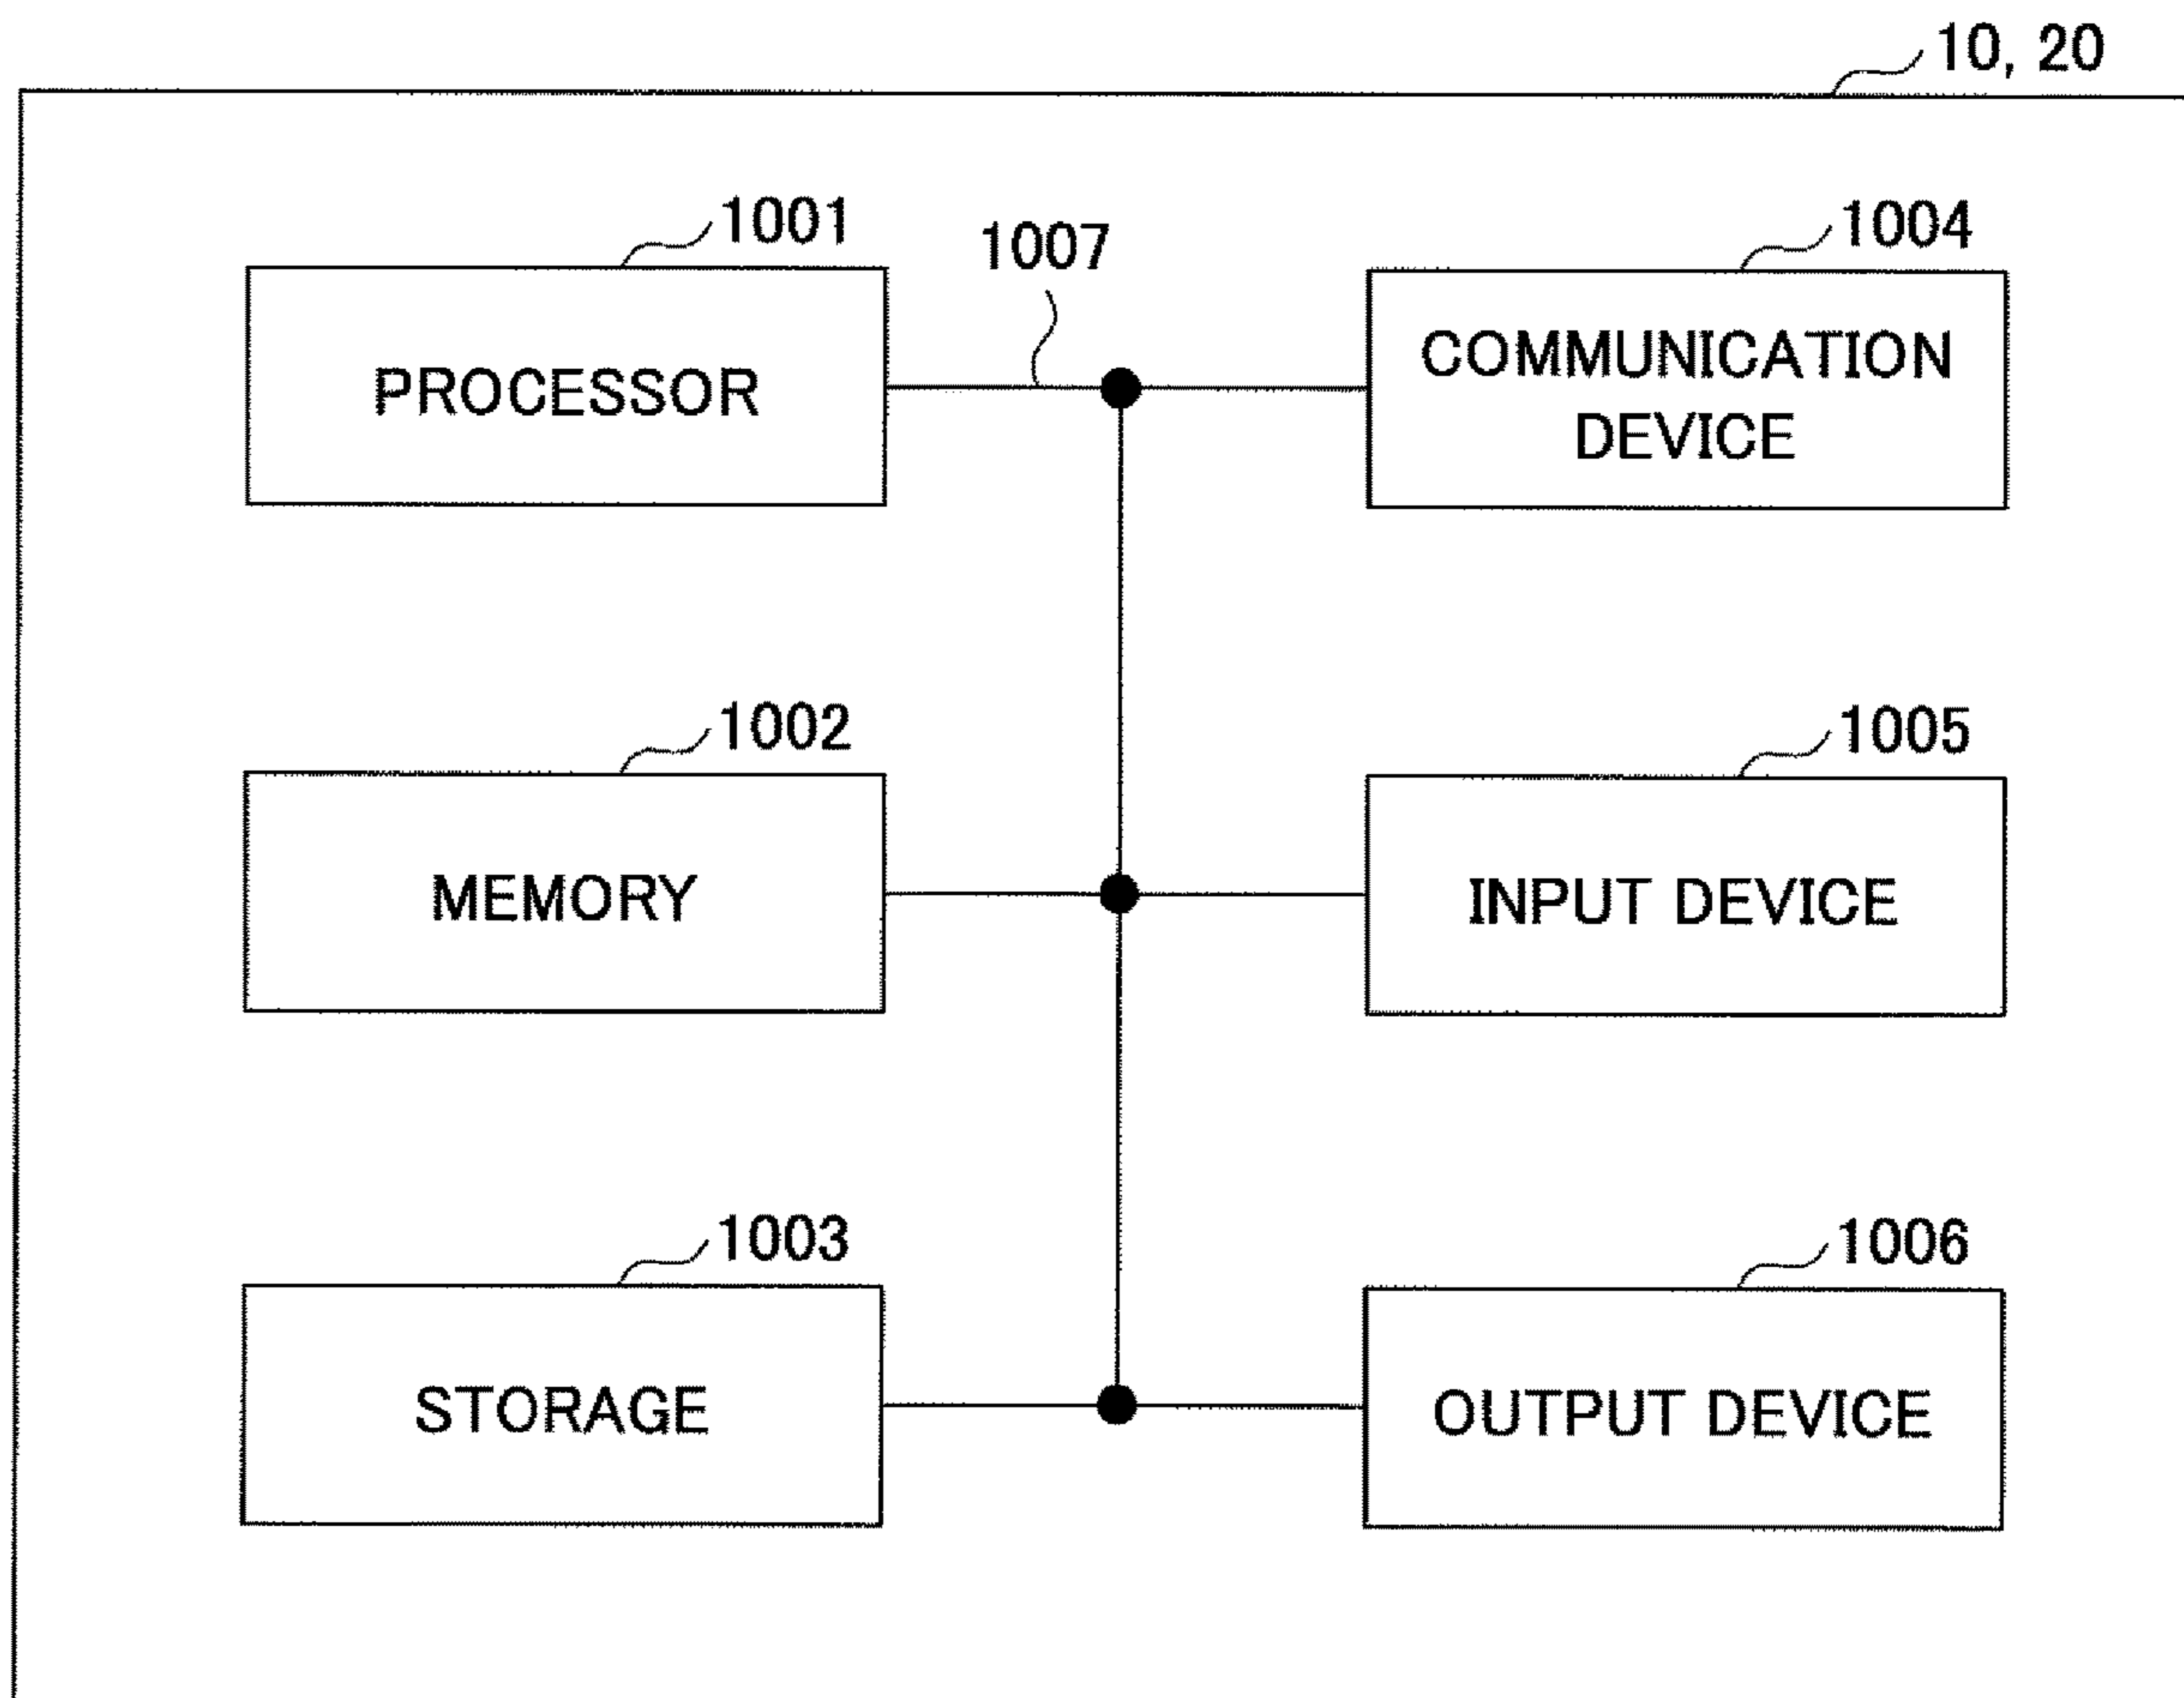 10, 20
1001
1007
1004
PROCESSOR
COMMUNICATION
DEVICE
1002
1005
MEMORY
INPUT DEVICE
1003
1006
STORAGE
OUTPUT DEVICE